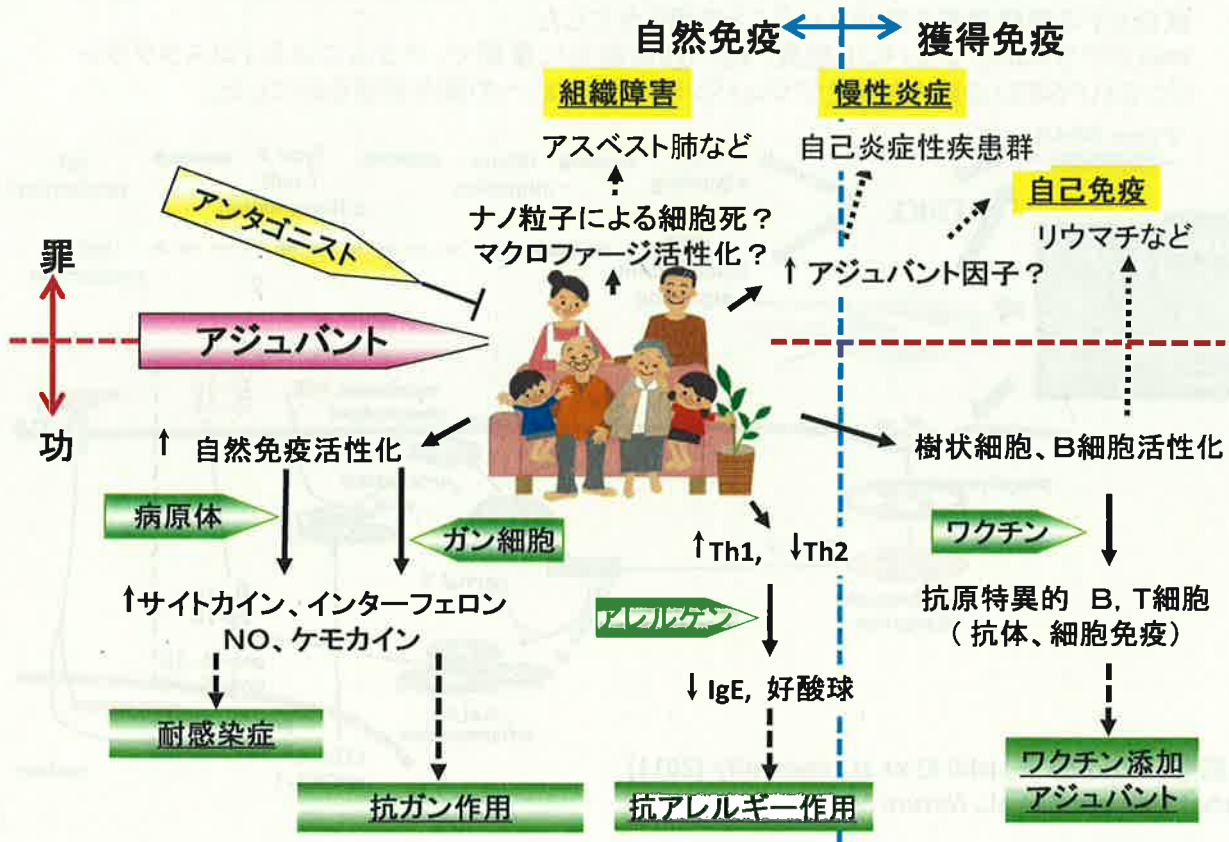 自然免疫
獲得免疫
組織障害
慢性炎症
アスベスト肺など
自己炎症性疾患群
自己免疫
リウマチなど
ナノ粒子による細胞死？
マクロファージ活性化？
↑アジュバント因子？
アンタゴニスト
罪
アジュバント
功
↑ 自然免疫活性化
樹状細胞、B細胞活性化
病原体
ガン細胞
↑Th1, ↓Th2
ワクチン
↑サイトカイン、インターフェロン
NO、ケモカイン
アレルゲン
抗原特異的 B, T細胞
（抗体、細胞免疫）
↓IgE, 好酸球
耐感染症
抗ガン作用
抗アレルギー作用
ワクチン添加
アジュバント